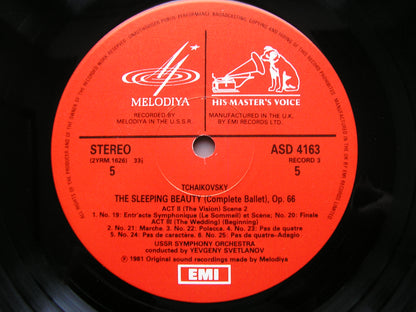 UNAUTHORISED PUBLIC PERFORMANCE, BROADCASTING, COPYING
MELODIYA
HIS MASTER'S VOICE
RECORDED BY
MELODIYA IN THE U.S.S.R.
MANUFACTURED IN THE U.K.
BY EMI RECORDS LTD.
STEREO
(2YRM.1626) 33⅓
5
ASD 4163
RECORD 3
5
TCHAIKOVSKY
THE SLEEPING BEAUTY (Complete Ballet), Op. 66
ACT II (The Vision) Scene 2
1. No. 19: Entr'acte Symphonique (Le Sommeil) et Scène; No. 20: Finale
ACT III (The Wedding) (Beginning)
2. No. 21: Marche. 3. No. 22: Polacca. 4. No. 23: Pas de quatre
5. No. 24: Pas de caractère. 6. No. 25: Pas de quatre-Adagio
USSR SYMPHONY ORCHESTRA
conducted by YEVGENY SVETLANOV
℗ 1981 Original sound recordings made by Melodiya
EMI